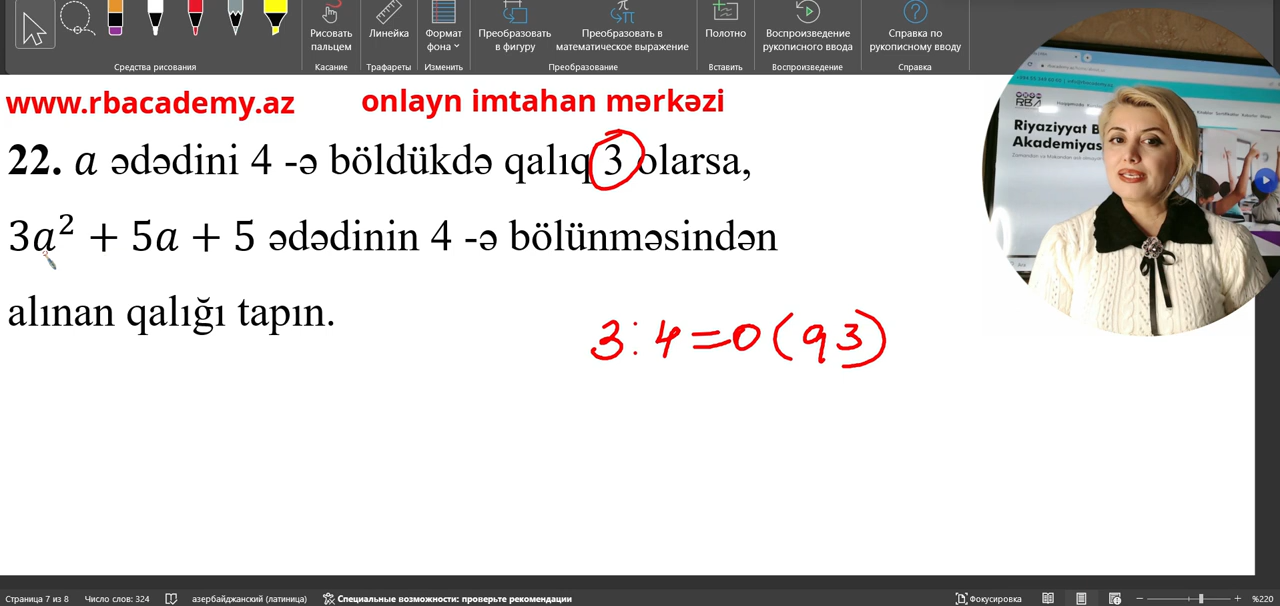 Рисовать пальцем
Линейка
Формат фона
Преобразовать в фигуру
Преобразовать в математическое выражение
Полотно
Воспроизведение рукописного ввода
Справка по рукописному вводу
Средства рисования
Касание
Трафареты
Изменить
Преобразование
Вставить
Воспроизведение
Справка
www.rbacademy.az onlayn imtahan mərkəzi
22. a ədədini 4 -ə böldükdə qalıq 3 olarsa,
3a² + 5a + 5 ədədinin 4 -ə bölünməsindən
alınan qalığı tapın.
3 : 4 = 0 (q 3)
RBA
Riyaziyyat B
Akademiyas
Страница 7 из 8 Число слов: 324 азербайджанский (латиница) Специальные возможности: проверьте рекомендации Фокусировка %220